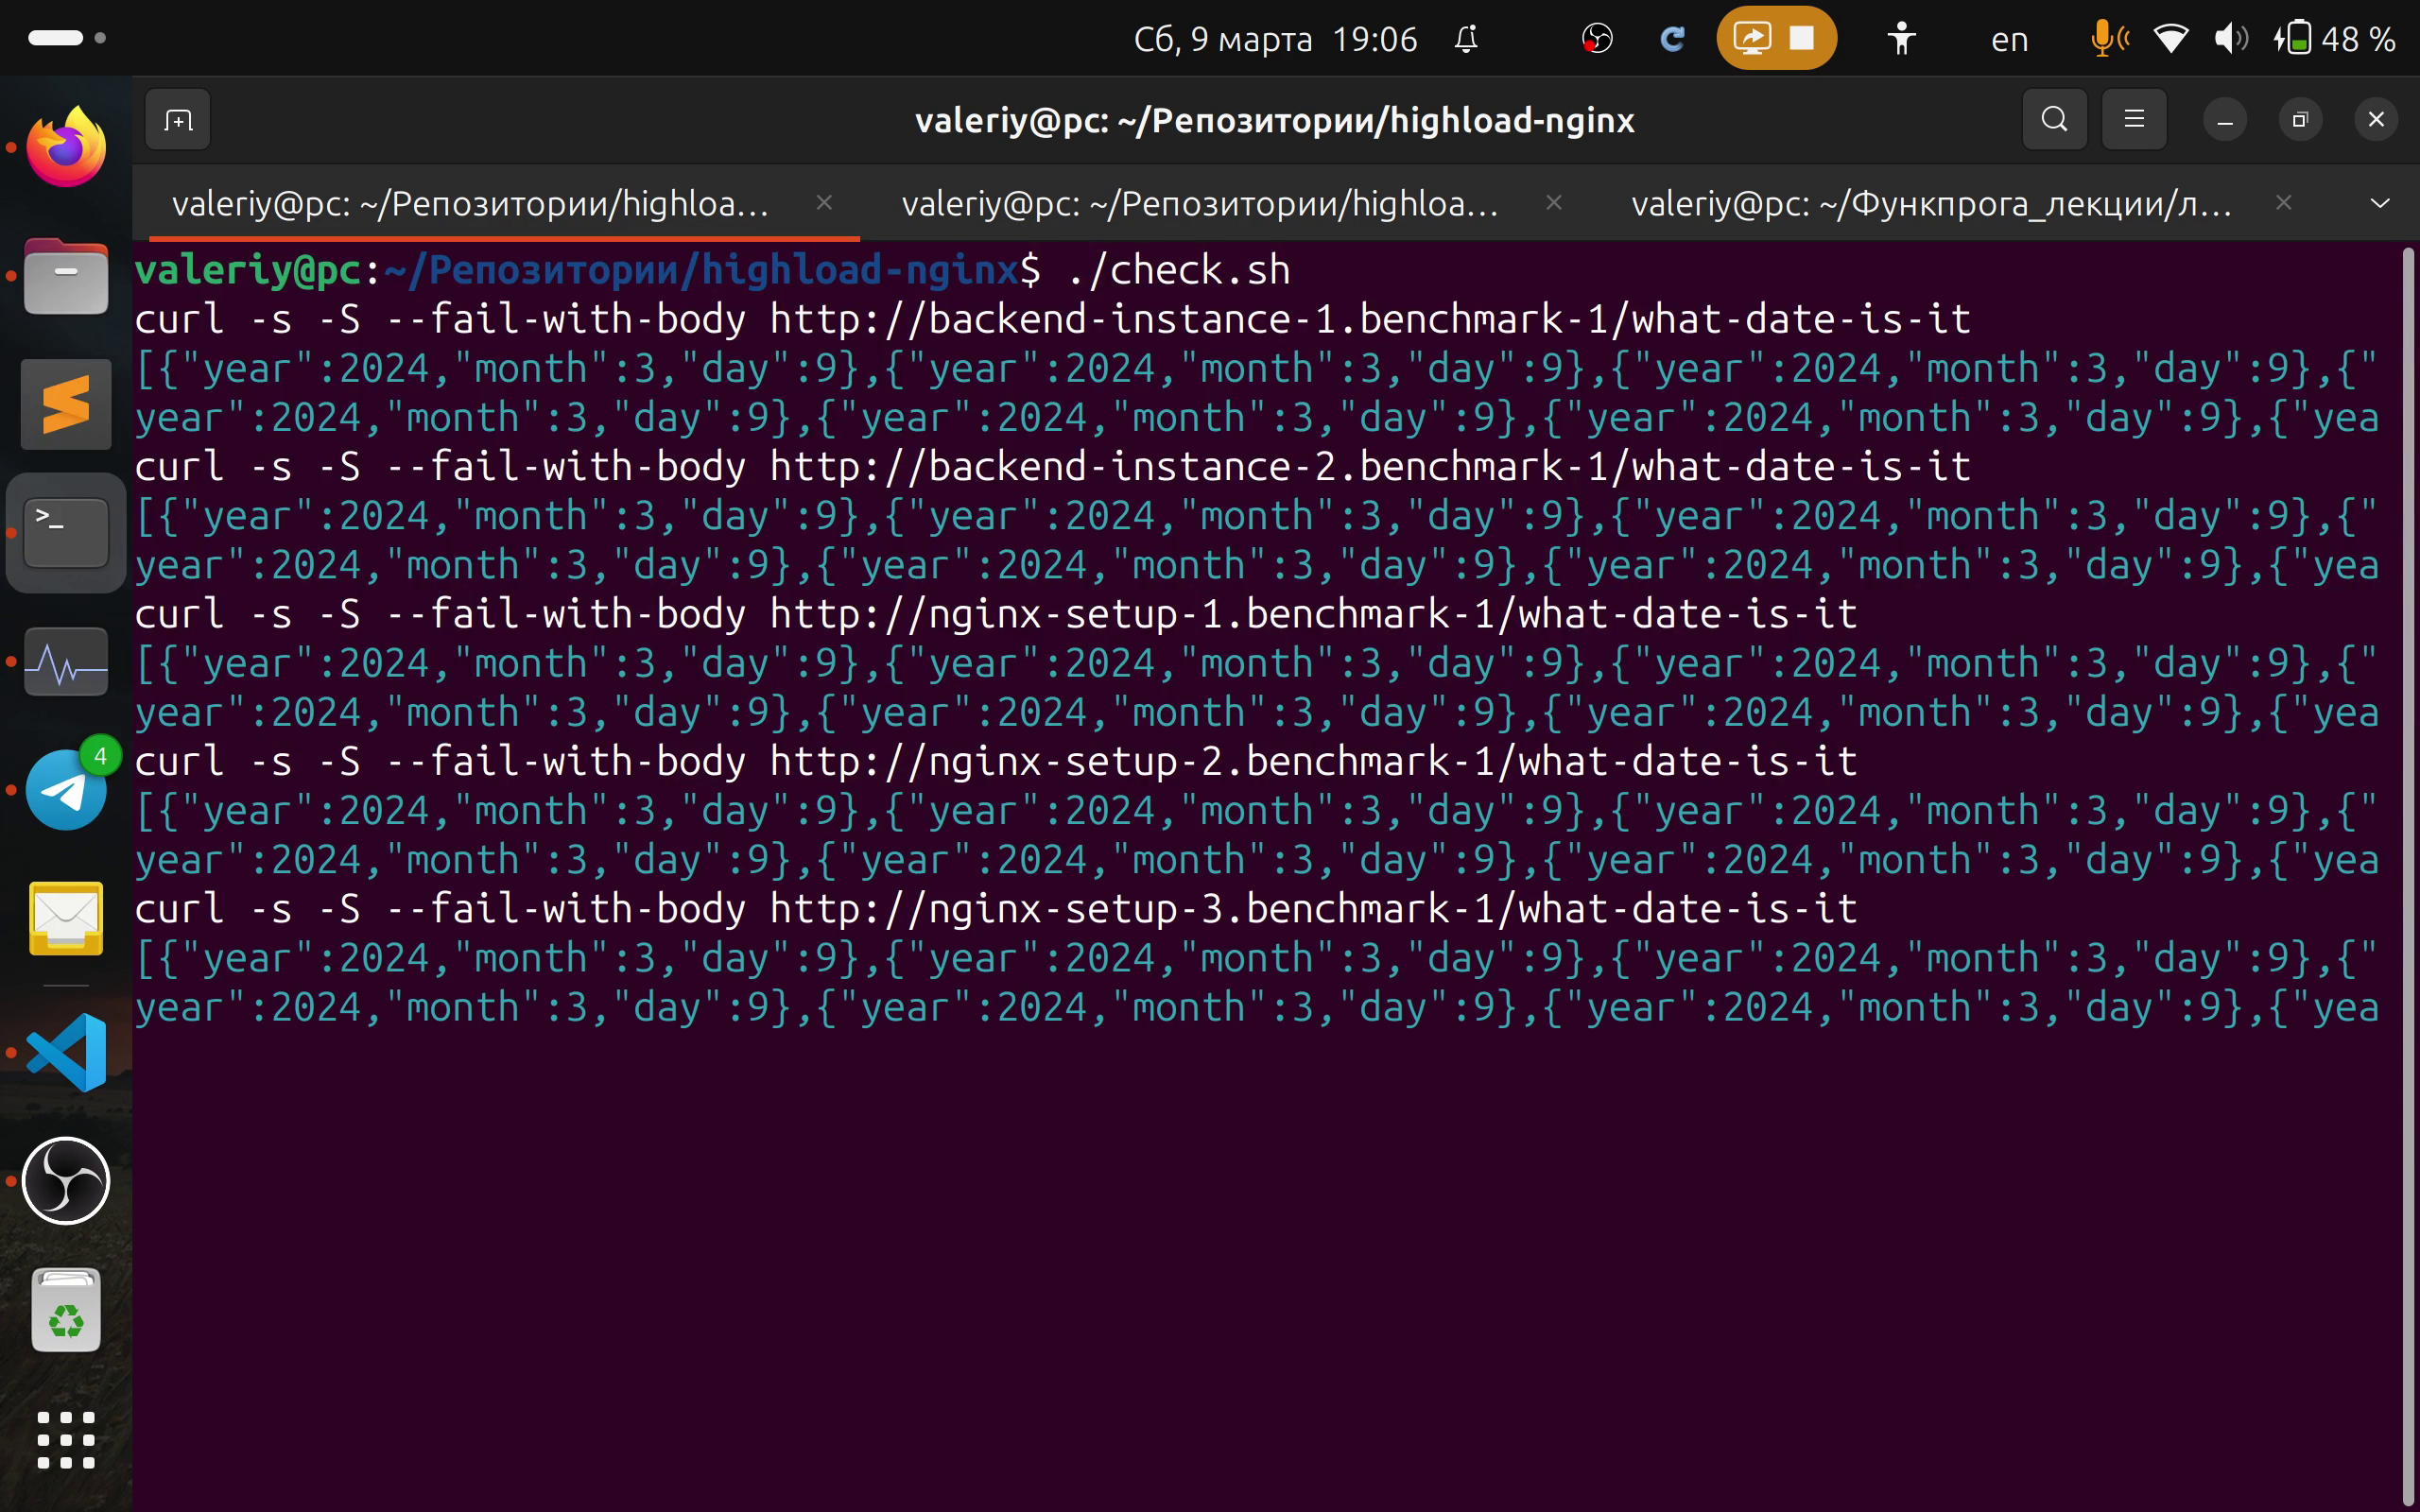 Сб, 9 марта 19:06
en
48 %
valeriy@pc: ~/Репозитории/highload-nginx
valeriy@pc: ~/Репозитории/highloa...
valeriy@pc: ~/Репозитории/highloa...
valeriy@pc: ~/Функпрога_лекции/л...
valeriy@pc:~/Репозитории/highload-nginx$ ./check.sh
curl -s -S --fail-with-body http://backend-instance-1.benchmark-1/what-date-is-it
[{"year":2024,"month":3,"day":9},{"year":2024,"month":3,"day":9},{"year":2024,"month":3,"day":9},{"
year":2024,"month":3,"day":9},{"year":2024,"month":3,"day":9},{"year":2024,"month":3,"day":9},{"yea
curl -s -S --fail-with-body http://backend-instance-2.benchmark-1/what-date-is-it
[{"year":2024,"month":3,"day":9},{"year":2024,"month":3,"day":9},{"year":2024,"month":3,"day":9},{"
year":2024,"month":3,"day":9},{"year":2024,"month":3,"day":9},{"year":2024,"month":3,"day":9},{"yea
curl -s -S --fail-with-body http://nginx-setup-1.benchmark-1/what-date-is-it
[{"year":2024,"month":3,"day":9},{"year":2024,"month":3,"day":9},{"year":2024,"month":3,"day":9},{"
year":2024,"month":3,"day":9},{"year":2024,"month":3,"day":9},{"year":2024,"month":3,"day":9},{"yea
curl -s -S --fail-with-body http://nginx-setup-2.benchmark-1/what-date-is-it
[{"year":2024,"month":3,"day":9},{"year":2024,"month":3,"day":9},{"year":2024,"month":3,"day":9},{"
year":2024,"month":3,"day":9},{"year":2024,"month":3,"day":9},{"year":2024,"month":3,"day":9},{"yea
curl -s -S --fail-with-body http://nginx-setup-3.benchmark-1/what-date-is-it
[{"year":2024,"month":3,"day":9},{"year":2024,"month":3,"day":9},{"year":2024,"month":3,"day":9},{"
year":2024,"month":3,"day":9},{"year":2024,"month":3,"day":9},{"year":2024,"month":3,"day":9},{"yea
>_
4